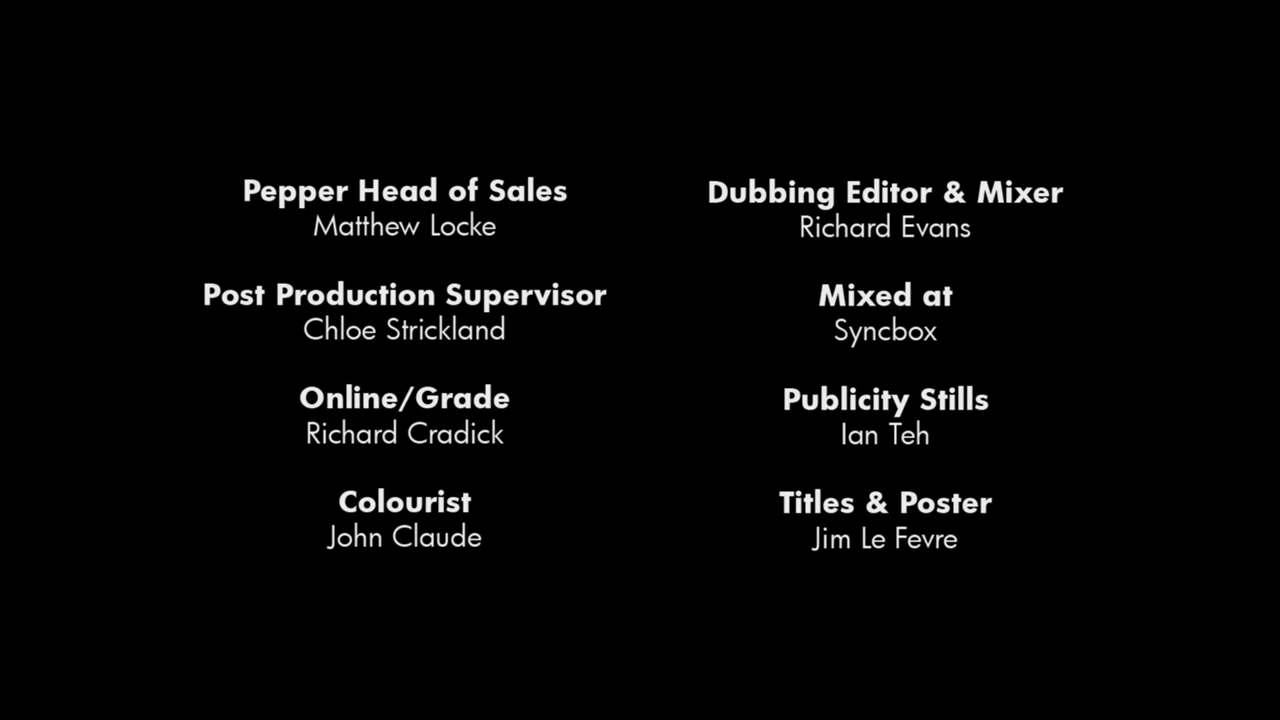 Pepper Head of Sales
Matthew Locke
Post Production Supervisor
Chloe Strickland
Online/Grade
Richard Cradick
Colourist
John Claude
Dubbing Editor & Mixer
Richard Evans
Mixed at
Syncbox
Publicity Stills
Ian Teh
Titles & Poster
Jim Le Fevre